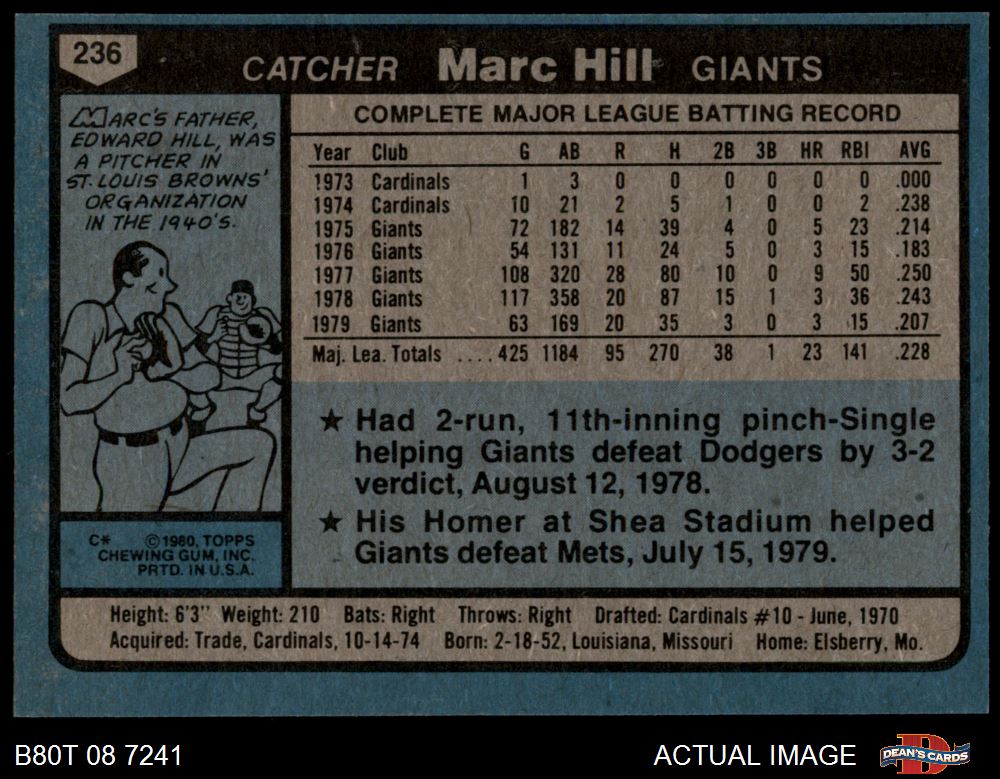 236
CATCHER Marc Hill GIANTS
MARC'S FATHER,
EDWARD HILL, WAS
A PITCHER IN
ST. LOUIS BROWNS'
ORGANIZATION
IN THE 1940'S.
C* ©1980, TOPPS
CHEWING GUM, INC.
PRTD. IN U.S.A.
COMPLETE MAJOR LEAGUE BATTING RECORD
Year Club G AB R H 2B 3B HR RBI AVG
1973 Cardinals 1 3 0 0 0 0 0 0 .000
1974 Cardinals 10 21 2 5 1 0 0 2 .238
1975 Giants 72 182 14 39 4 0 5 23 .214
1976 Giants 54 131 11 24 5 0 3 15 .183
1977 Giants 108 320 28 80 10 0 9 50 .250
1978 Giants 117 358 20 87 15 1 3 36 .243
1979 Giants 63 169 20 35 3 0 3 15 .207
Maj. Lea. Totals .... 425 1184 95 270 38 1 23 141 .228
★ Had 2-run, 11th-inning pinch-Single
helping Giants defeat Dodgers by 3-2
verdict, August 12, 1978.
★ His Homer at Shea Stadium helped
Giants defeat Mets, July 15, 1979.
Height: 6'3" Weight: 210 Bats: Right Throws: Right Drafted: Cardinals #10 - June, 1970
Acquired: Trade, Cardinals, 10-14-74 Born: 2-18-52, Louisiana, Missouri Home: Elsberry, Mo.
B80T 08 7241
ACTUAL IMAGE
DEAN'S CARDS